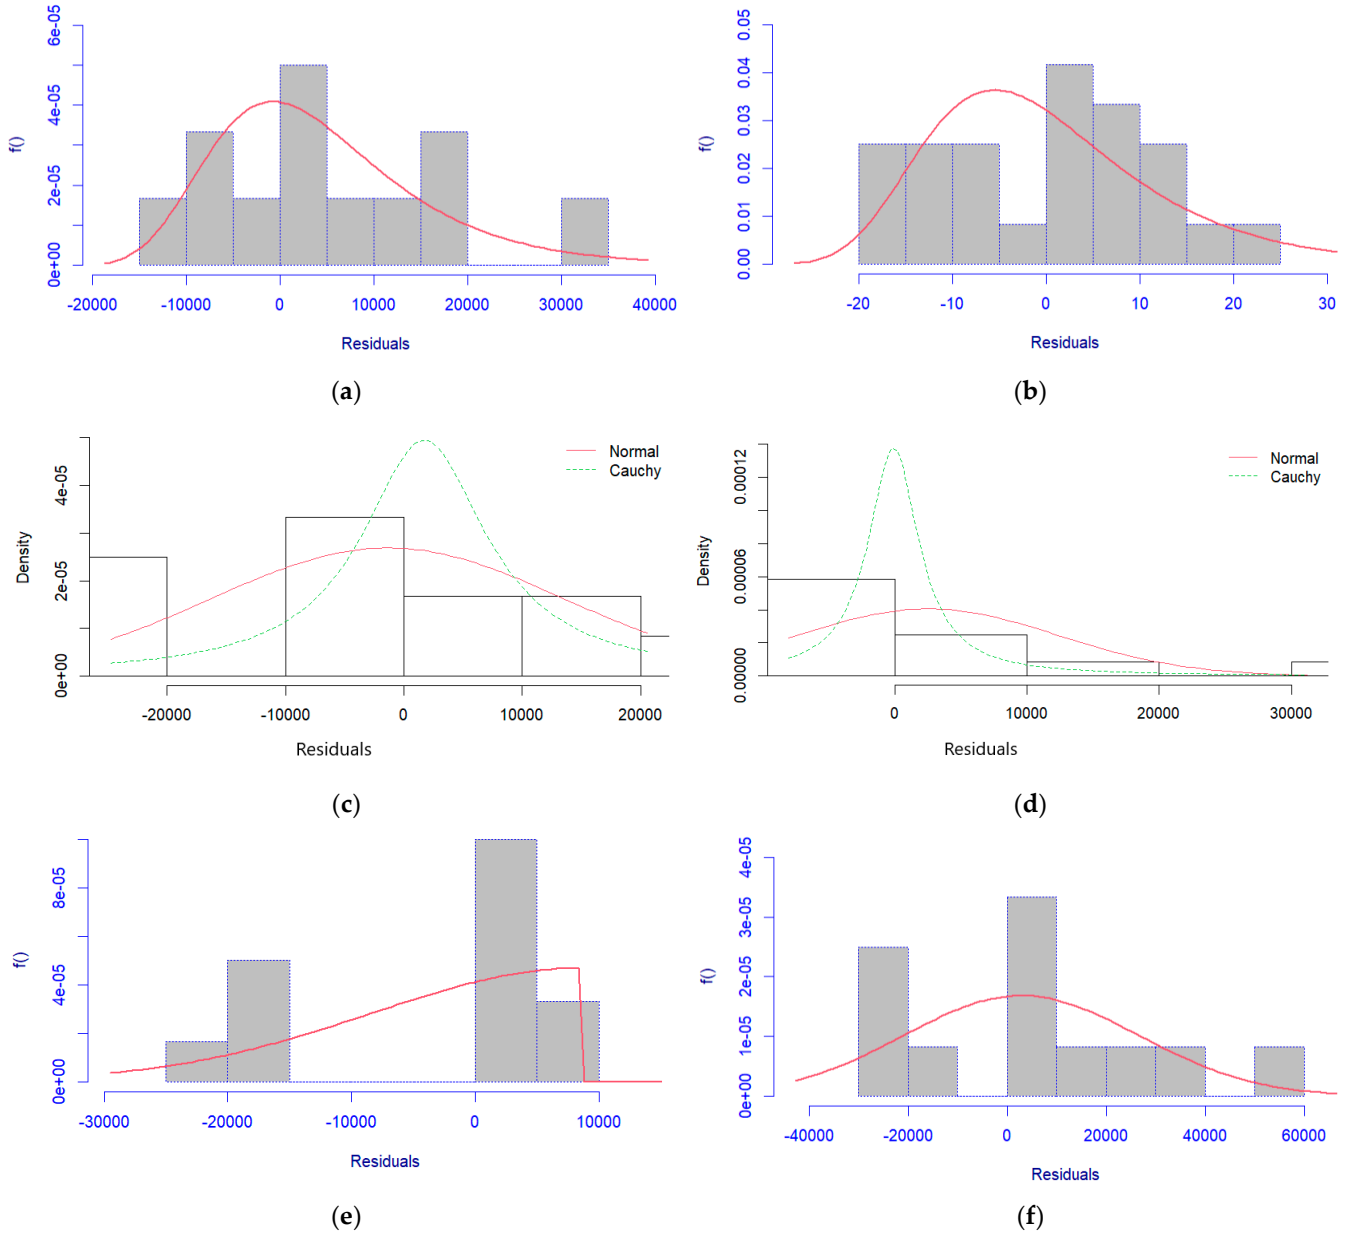 6e-05
4e-05
2e-05
0e+00
f()
-20000 -10000 0 10000 20000 30000 40000
Residuals
(a)
0.05
0.04
0.03
0.02
0.01
0.00
f()
-20 -10 0 10 20 30
Residuals
(b)
Normal
Cauchy
4e-05
2e-05
0e+00
Density
-20000 -10000 0 10000 20000
Residuals
(c)
Normal
Cauchy
0.00012
0.00006
0.00000
Density
0 10000 20000 30000
Residuals
(d)
8e-05
4e-05
0e+00
f()
-30000 -20000 -10000 0 10000
Residuals
(e)
4e-05
3e-05
2e-05
1e-05
0e+00
f()
-40000 -20000 0 20000 40000 60000
Residuals
(f)